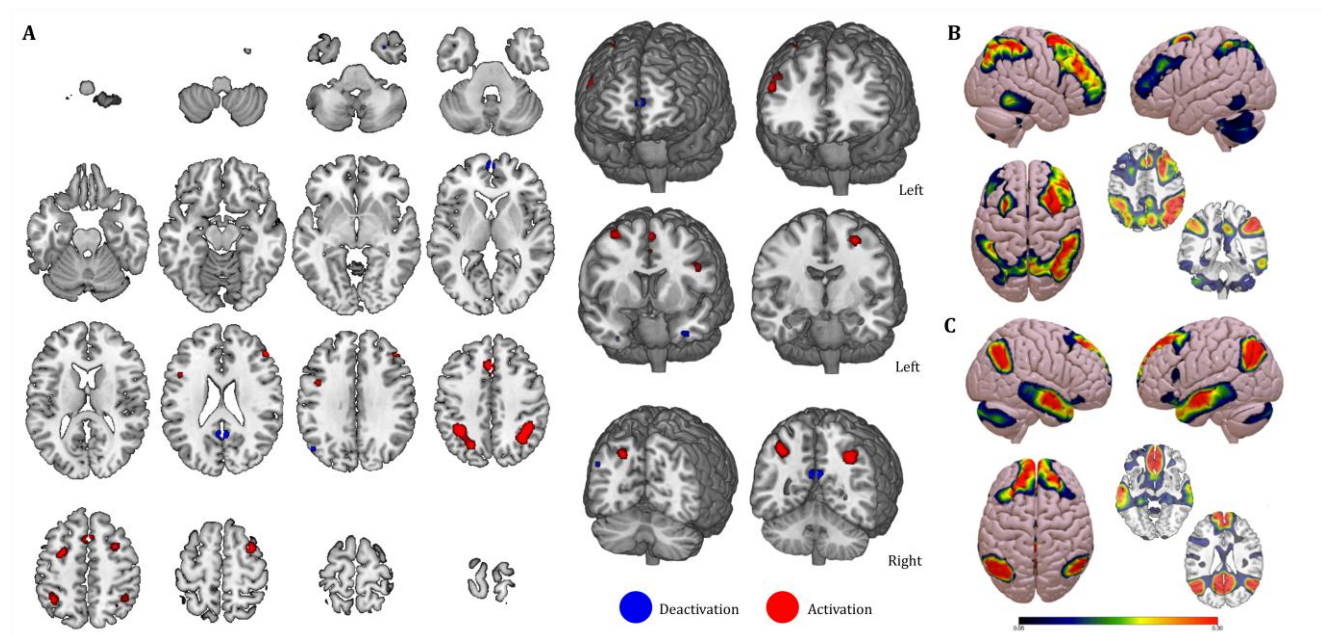 A
B
Left
C
Left
Right
Deactivation
Activation
0.05
0.30